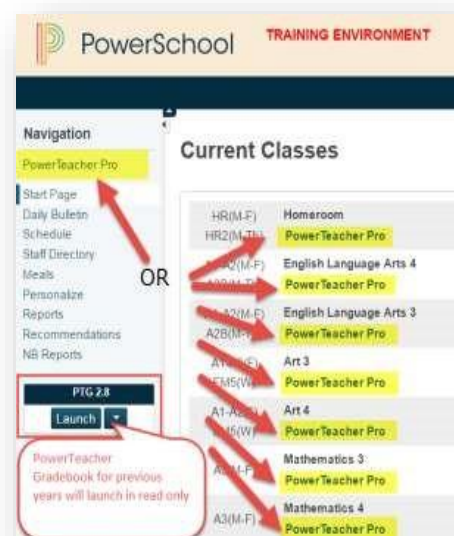 PowerSchool
TRAINING ENVIRONMENT
Navigation
PowerTeacher Pro
Start Page
Daily Bulletin
Schedule
Staff Directory
Meals
Personalize
Reports
Recommendations
NB Reports
PTG 2.8
Launch
PowerTeacher
Gradebook for previous
years will launch in read only
OR
Current Classes
HR(M-F) Homeroom
PowerTeacher Pro
English Language Arts 4
PowerTeacher Pro
English Language Arts 3
PowerTeacher Pro
Art 3
PowerTeacher Pro
Art 4
PowerTeacher Pro
Mathematics 3
PowerTeacher Pro
Mathematics 4
A3(M-F) PowerTeacher Pro